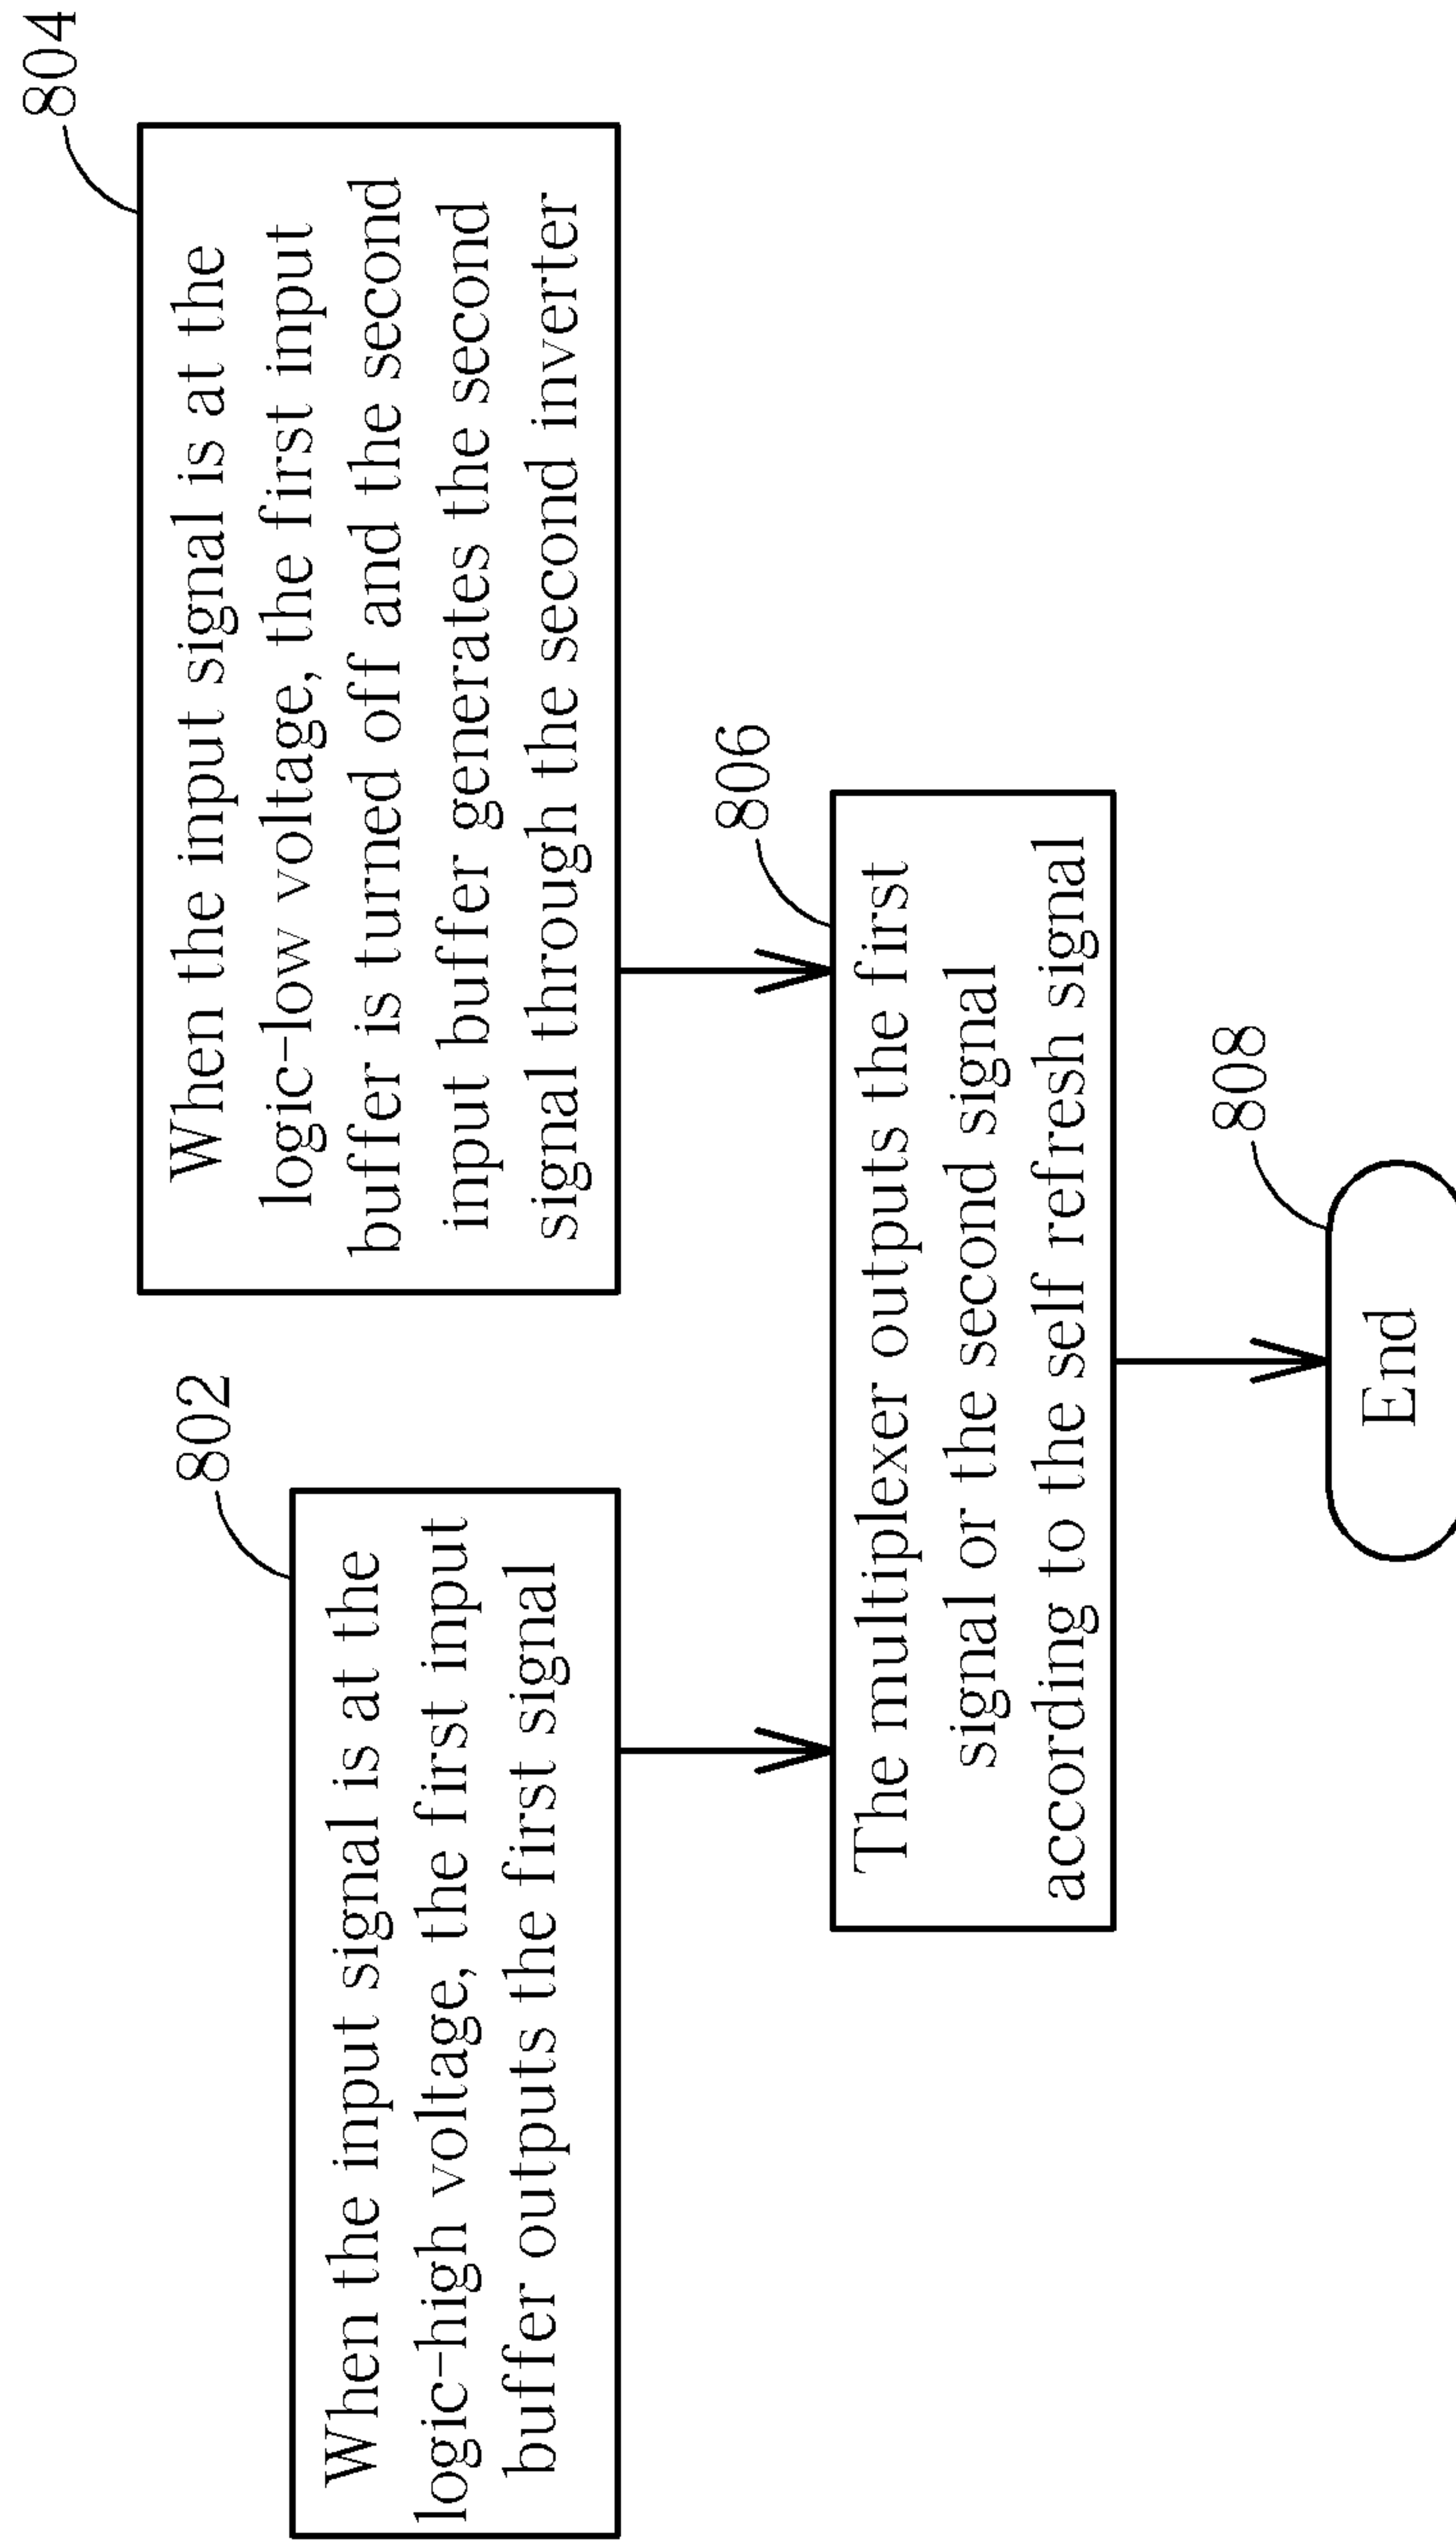 802
When the input signal is at the
logic-high voltage, the first input
buffer outputs the first signal
804
When the input signal is at the
logic-low voltage, the first input
buffer is turned off and the second
input buffer generates the second
signal through the second inverter
806
The multiplexer outputs the first
signal or the second signal
according to the self refresh signal
808
End